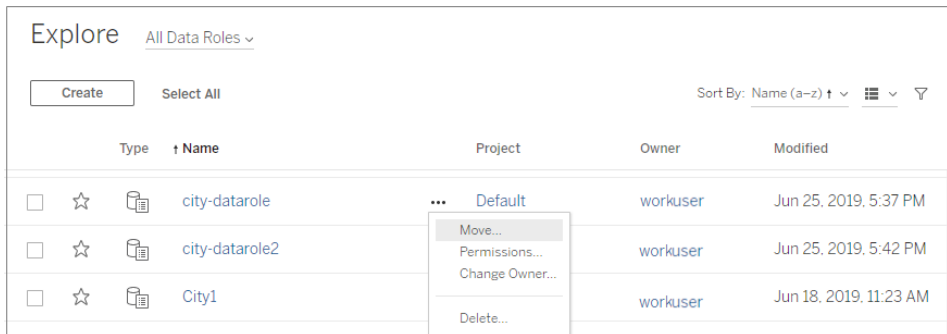 Explore All Data Roles
Create Select All Sort By: Name (a–z) ↑
Type ↑ Name Project Owner Modified
city-datarole ••• Default workuser Jun 25, 2019, 5:37 PM
Move...
city-datarole2 Permissions... workuser Jun 25, 2019, 5:42 PM
Change Owner...
City1 workuser Jun 18, 2019, 11:23 AM
Delete...